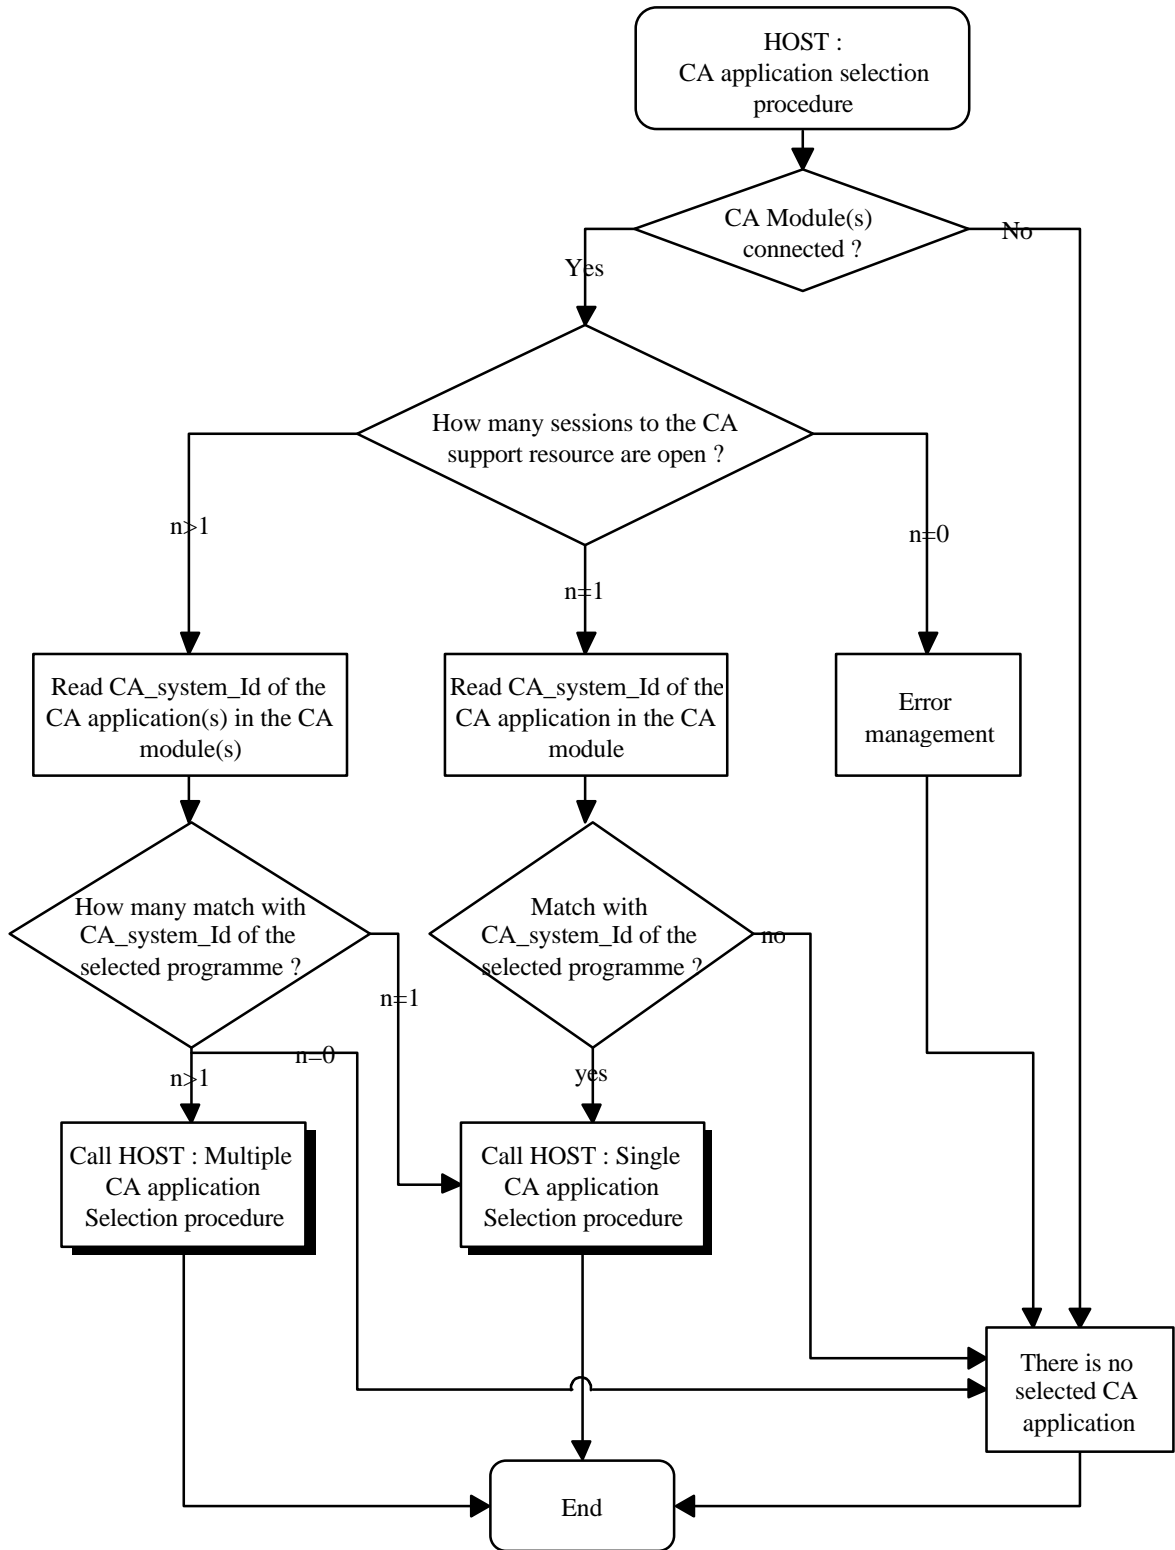 HOST :
CA application selection
procedure
CA Module(s)
connected ?
No
Yes
How many sessions to the CA
support resource are open ?
n>1
n=1
n=0
Read CA_system_Id of the
CA application(s) in the CA
module(s)
Read CA_system_Id of the
CA application in the CA
module
Error
management
How many match with
CA_system_Id of the
selected programme ?
Match with
CA_system_Id of the
selected programme ?
no
n=1
n=0
n>1
yes
Call HOST : Multiple
CA application
Selection procedure
Call HOST : Single
CA application
Selection procedure
There is no
selected CA
application
End